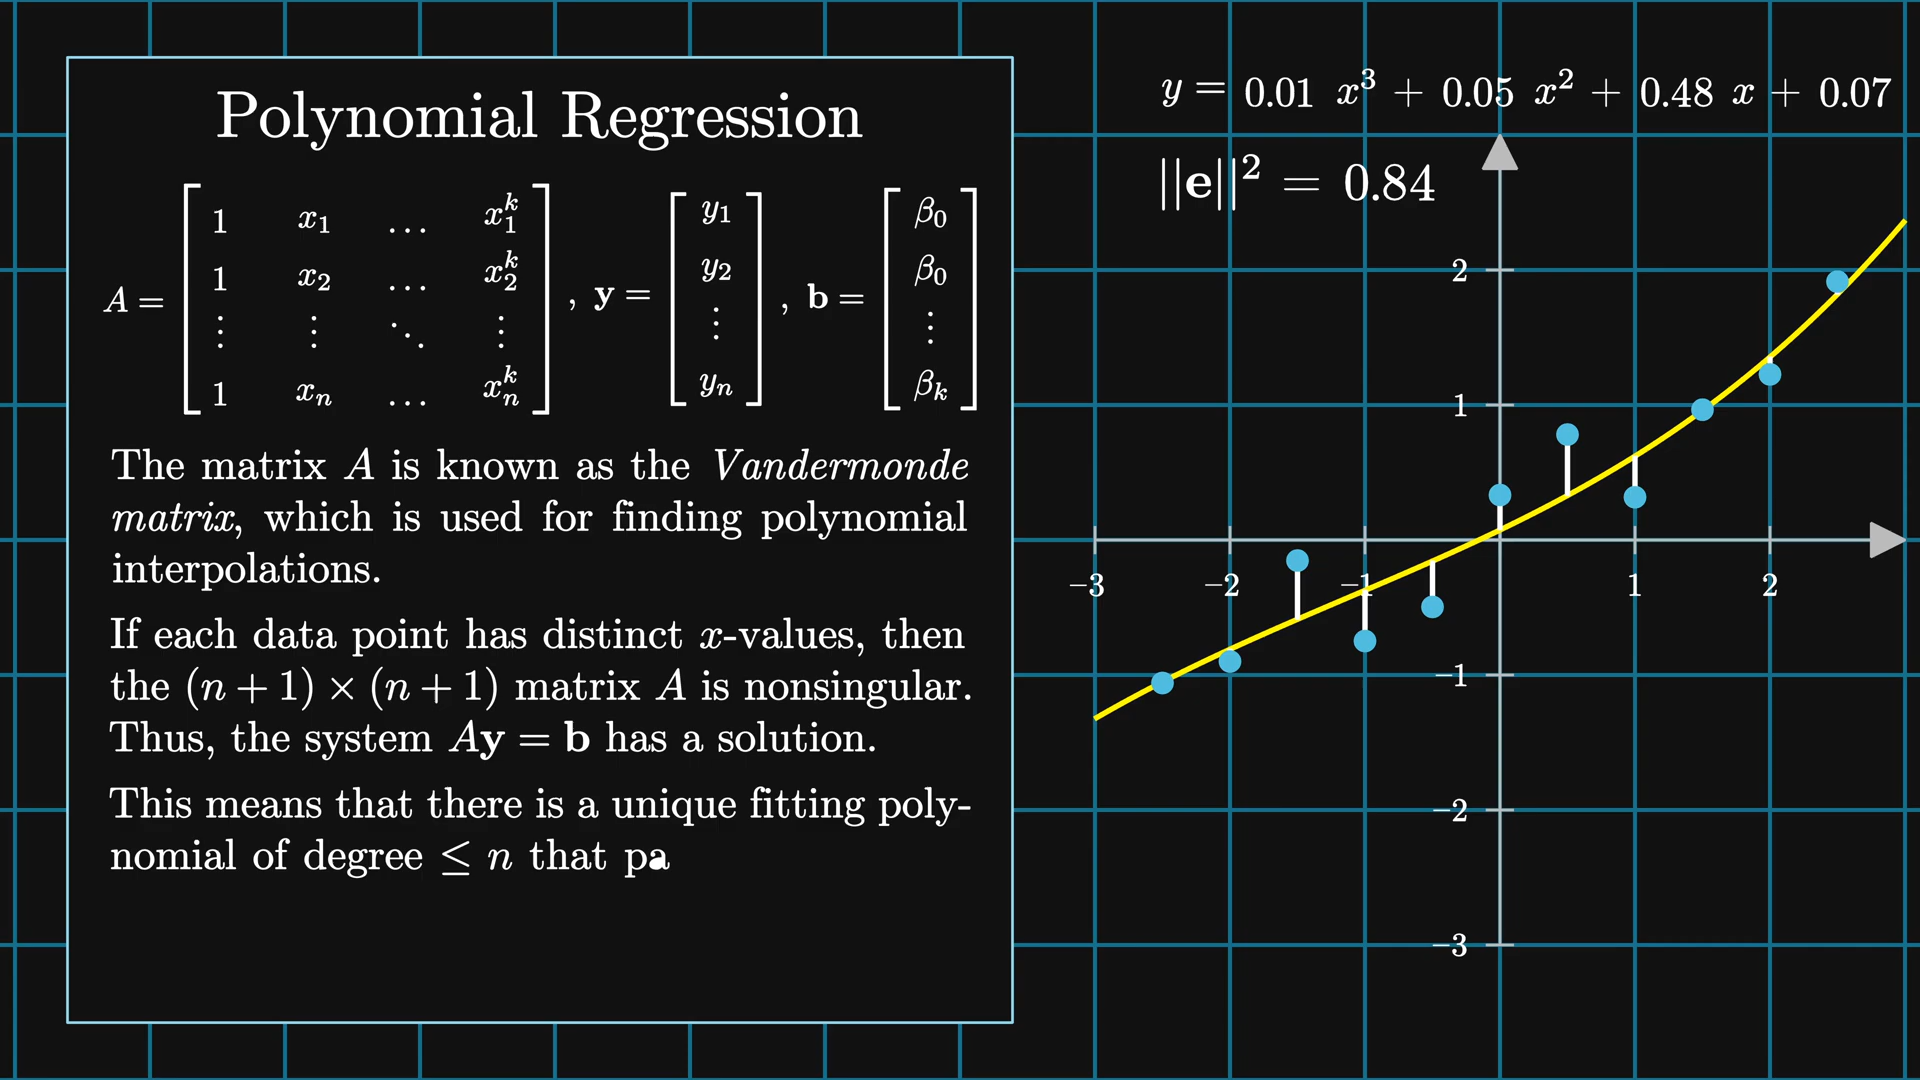 Polynomial Regression
A = [ 1 x₁ … x₁ᵏ ; 1 x₂ … x₂ᵏ ; ⋮ ⋮ ⋱ ⋮ ; 1 xₙ … xₙᵏ ] , y = [ y₁ ; y₂ ; ⋮ ; yₙ ] , b = [ β₀ ; β₀ ; ⋮ ; βₖ ]
The matrix A is known as the Vandermonde
matrix, which is used for finding polynomial
interpolations.
If each data point has distinct x-values, then
the (n + 1) × (n + 1) matrix A is nonsingular.
Thus, the system Ay = b has a solution.
This means that there is a unique fitting poly-
nomial of degree ≤ n that pa
y = 0.01 x³ + 0.05 x² + 0.48 x + 0.07
||e||² = 0.84
2
1
−3 −2 −1 1 2
−1
−2
−3